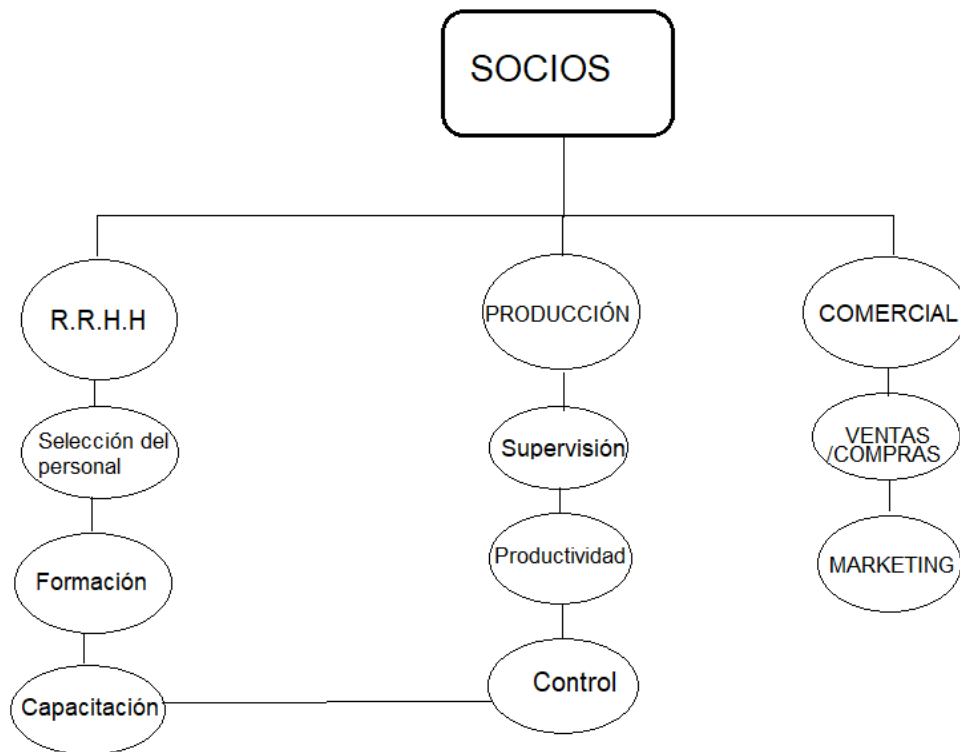 SOCIOS
R.R.H.H
PRODUCCIÓN
COMERCIAL
Selección del
personal
Supervisión
VENTAS
/COMPRAS
Formación
Productividad
MARKETING
Capacitación
Control